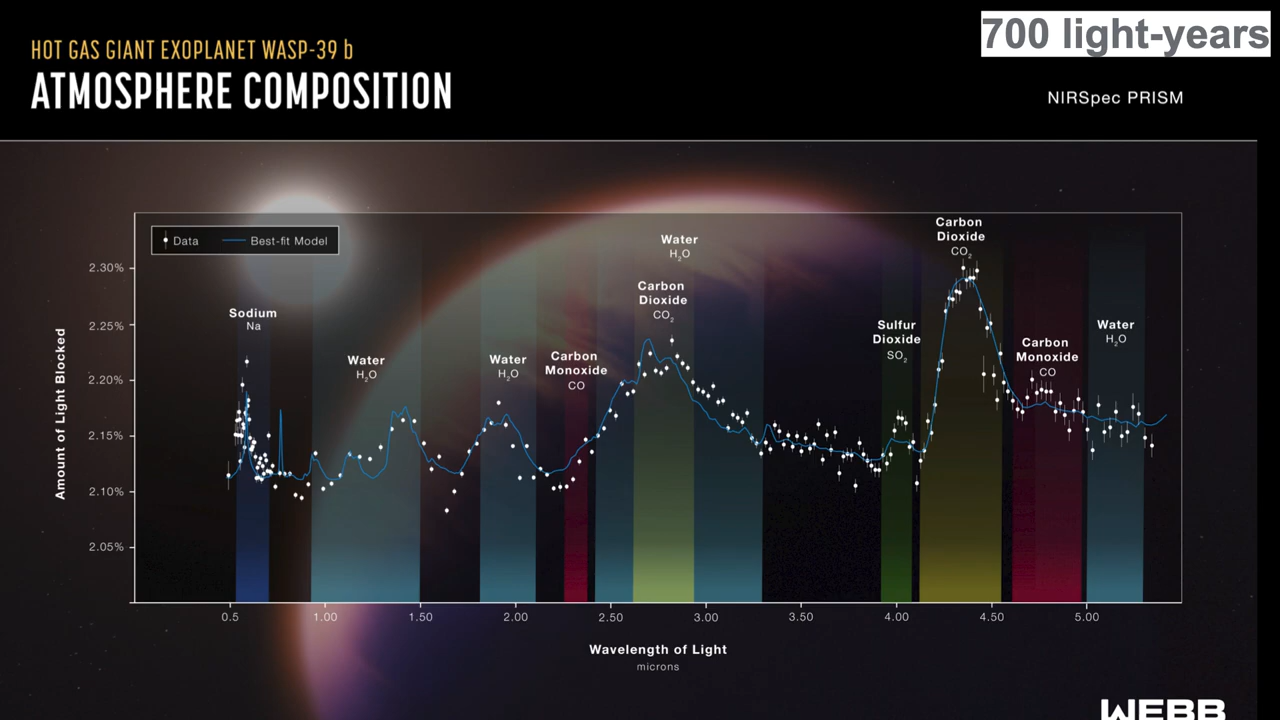 700 light-years
HOT GAS GIANT EXOPLANET WASP-39 b
ATMOSPHERE COMPOSITION
NIRSpec PRISM
Data
Best-fit Model
Sodium
Na
Water
H₂O
Water
H₂O
Carbon
Monoxide
CO
Water
H₂O
Carbon
Dioxide
CO₂
Sulfur
Dioxide
SO₂
Carbon
Dioxide
CO₂
Carbon
Monoxide
CO
Water
H₂O
Amount of Light Blocked
2.30%
2.25%
2.20%
2.15%
2.10%
2.05%
0.5 1.00 1.50 2.00 2.50 3.00 3.50 4.00 4.50 5.00
Wavelength of Light
microns
WEBB